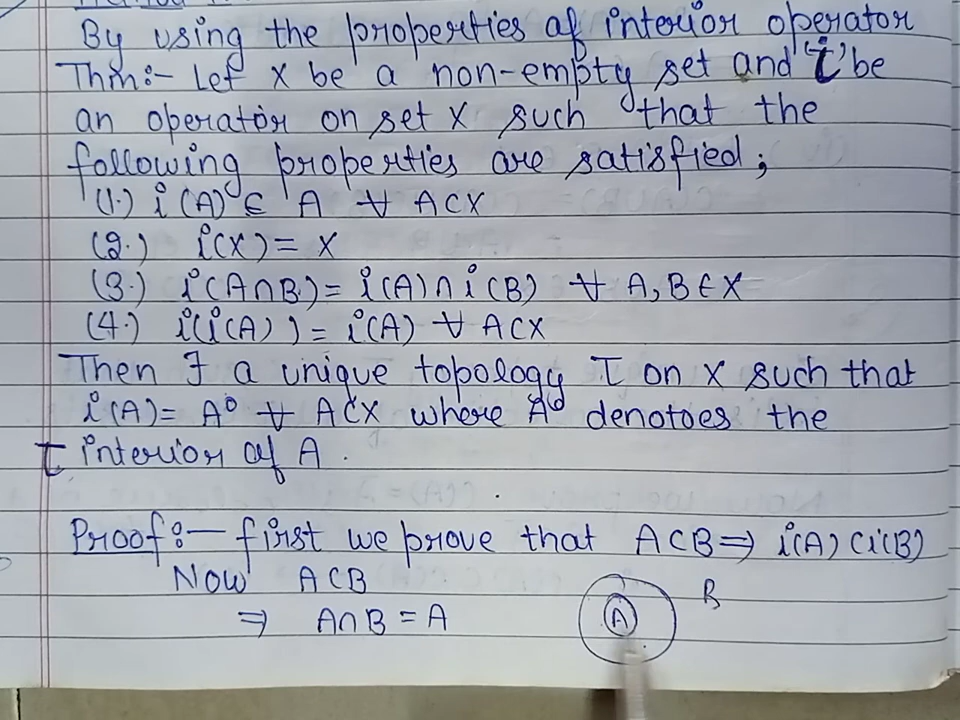 By using the properties of interior operator
Thm:- Let X be a non-empty set and 'i' be
an operator on set X such that the
following properties are satisfied;
(1.) i(A) ⊆ A ∀ A⊂X
(2.) i(X) = X
(3.) i(A∩B) = i(A)∩i(B) ∀ A,B∈X
(4.) i(i(A)) = i(A) ∀ A⊂X
Then ∃ a unique topology τ on X such that
i(A) = A° ∀ A⊂X where A° denotoes the
τ interior of A.
Proof:— first we prove that A⊂B ⇒ i(A)⊂i(B)
Now A⊂B
⇒ A∩B = A
A
B